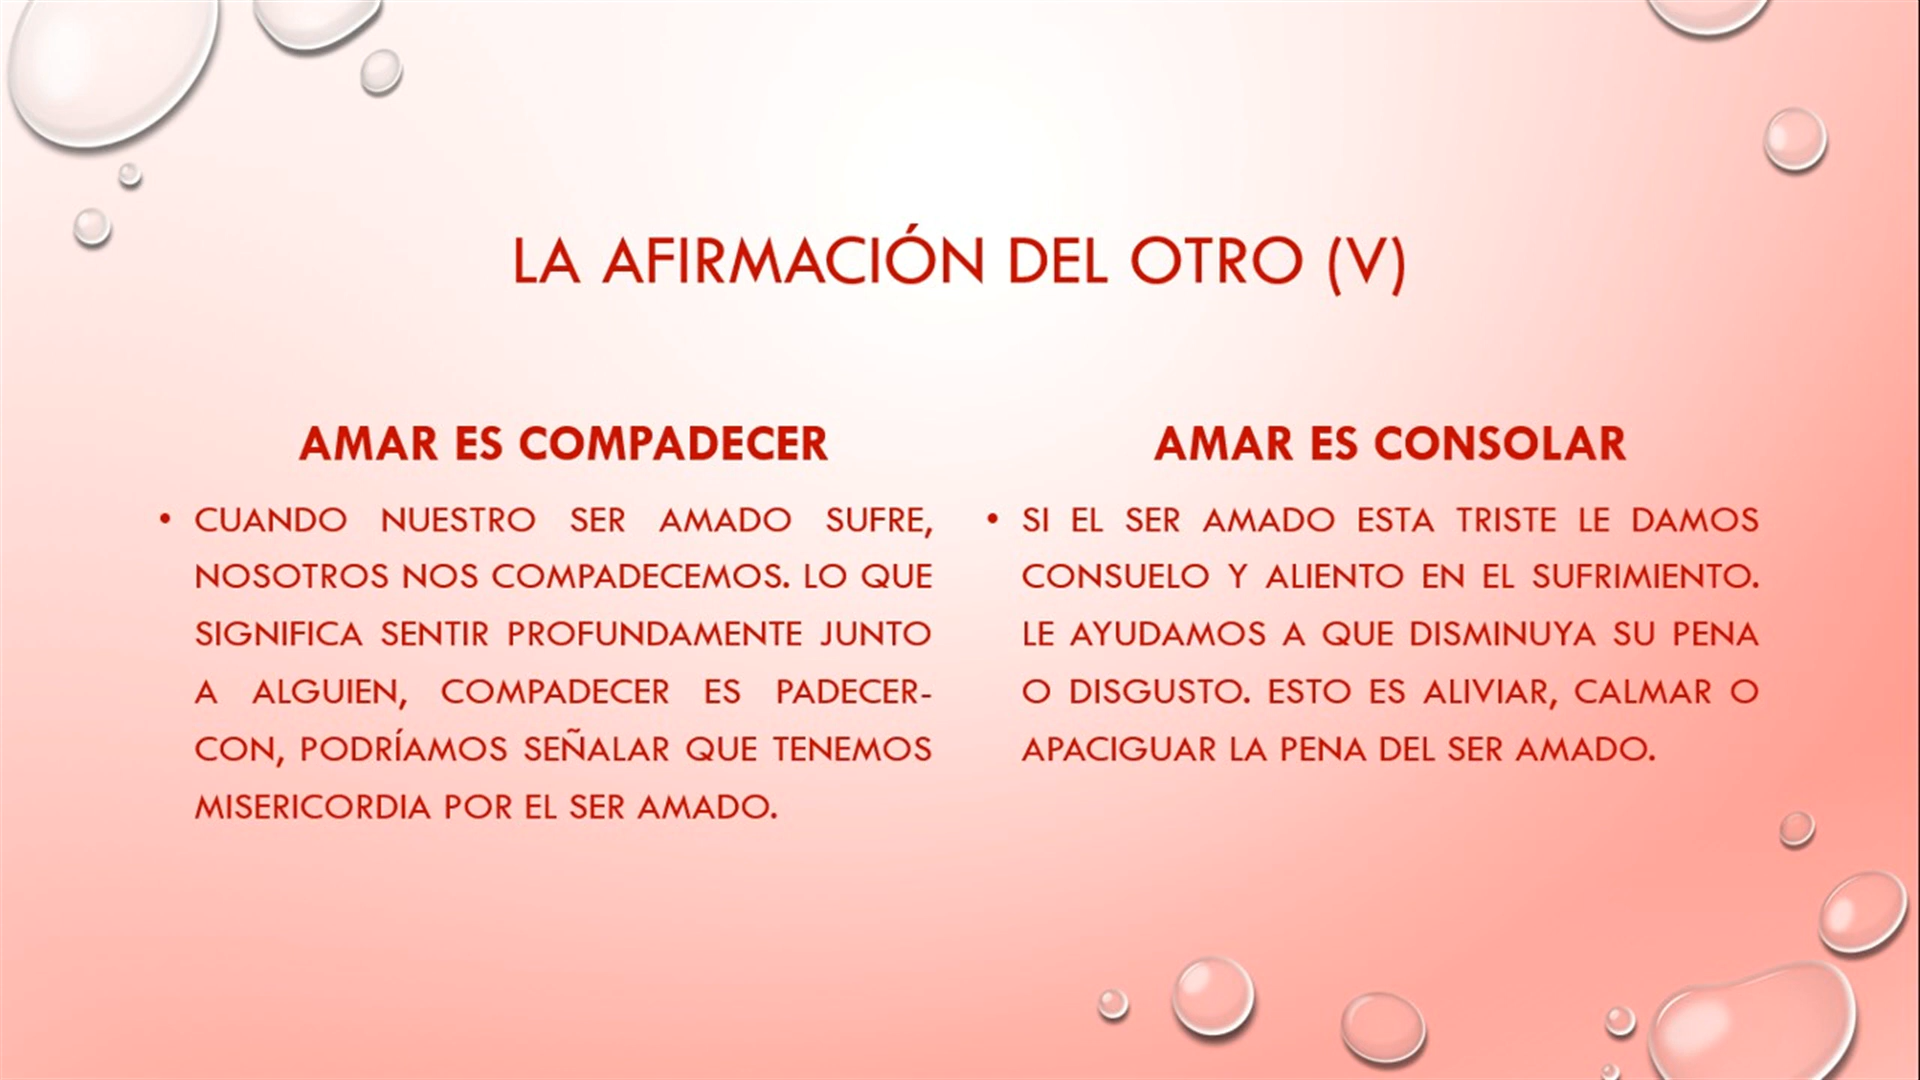 LA AFIRMACIÓN DEL OTRO (V)
AMAR ES COMPADECER
• CUANDO NUESTRO SER AMADO SUFRE,
NOSOTROS NOS COMPADECEMOS. LO QUE
SIGNIFICA SENTIR PROFUNDAMENTE JUNTO
A ALGUIEN, COMPADECER ES PADECER-
CON, PODRÍAMOS SEÑALAR QUE TENEMOS
MISERICORDIA POR EL SER AMADO.
AMAR ES CONSOLAR
• SI EL SER AMADO ESTA TRISTE LE DAMOS
CONSUELO Y ALIENTO EN EL SUFRIMIENTO.
LE AYUDAMOS A QUE DISMINUYA SU PENA
O DISGUSTO. ESTO ES ALIVIAR, CALMAR O
APACIGUAR LA PENA DEL SER AMADO.